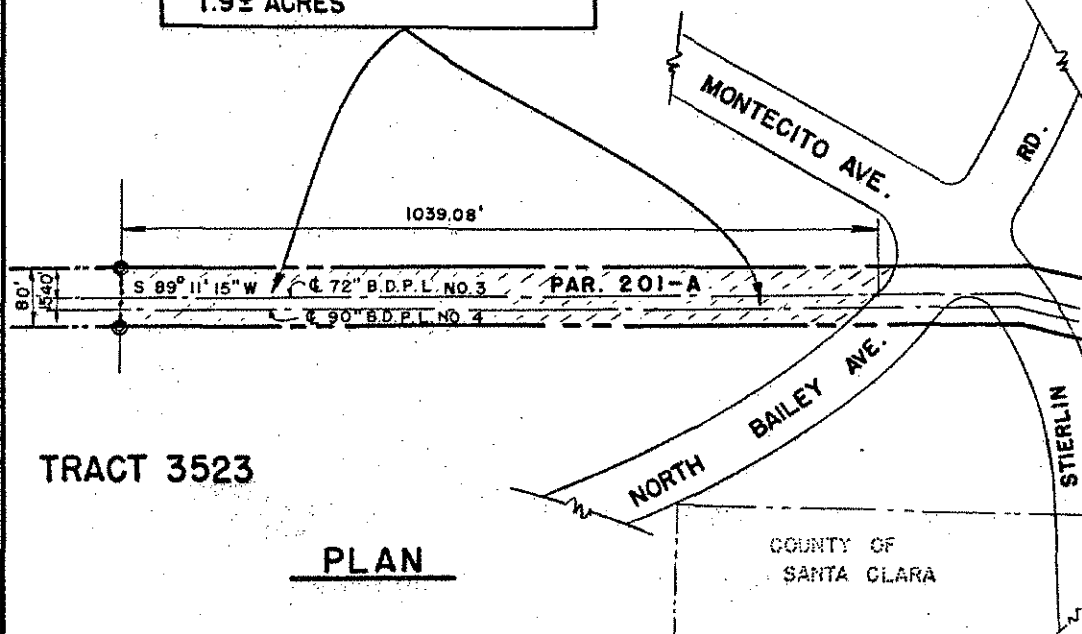 1.9± ACRES
MONTECITO AVE.
RD.
1039.08'
80'
40'
S 89° 11' 15" W
℄ 72" B.D.P.L. NO. 3
PAR. 201-A
℄ 90" B.D.P.L. NO. 4
NORTH BAILEY AVE.
STIERLIN
TRACT 3523
PLAN
COUNTY OF
SANTA CLARA